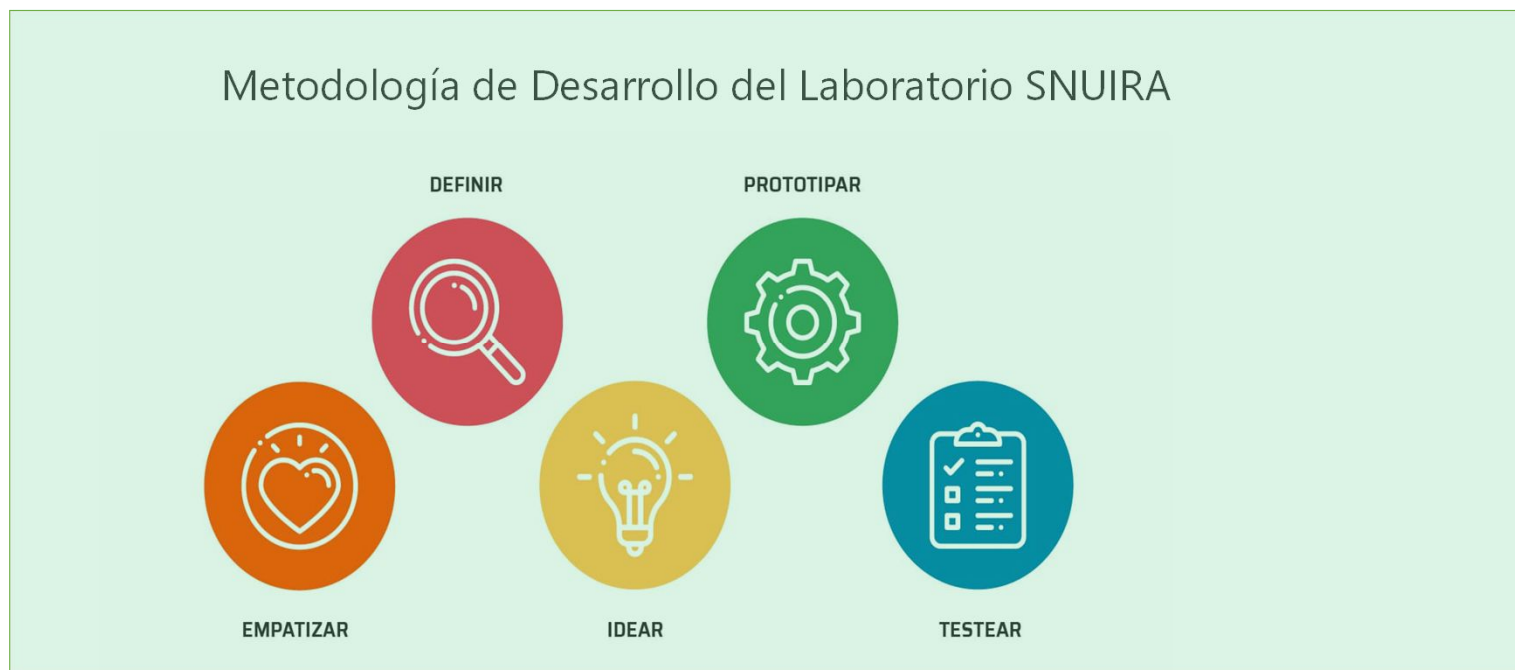 Metodología de Desarrollo del Laboratorio SNUIRA
DEFINIR
PROTOTIPAR
EMPATIZAR
IDEAR
TESTEAR